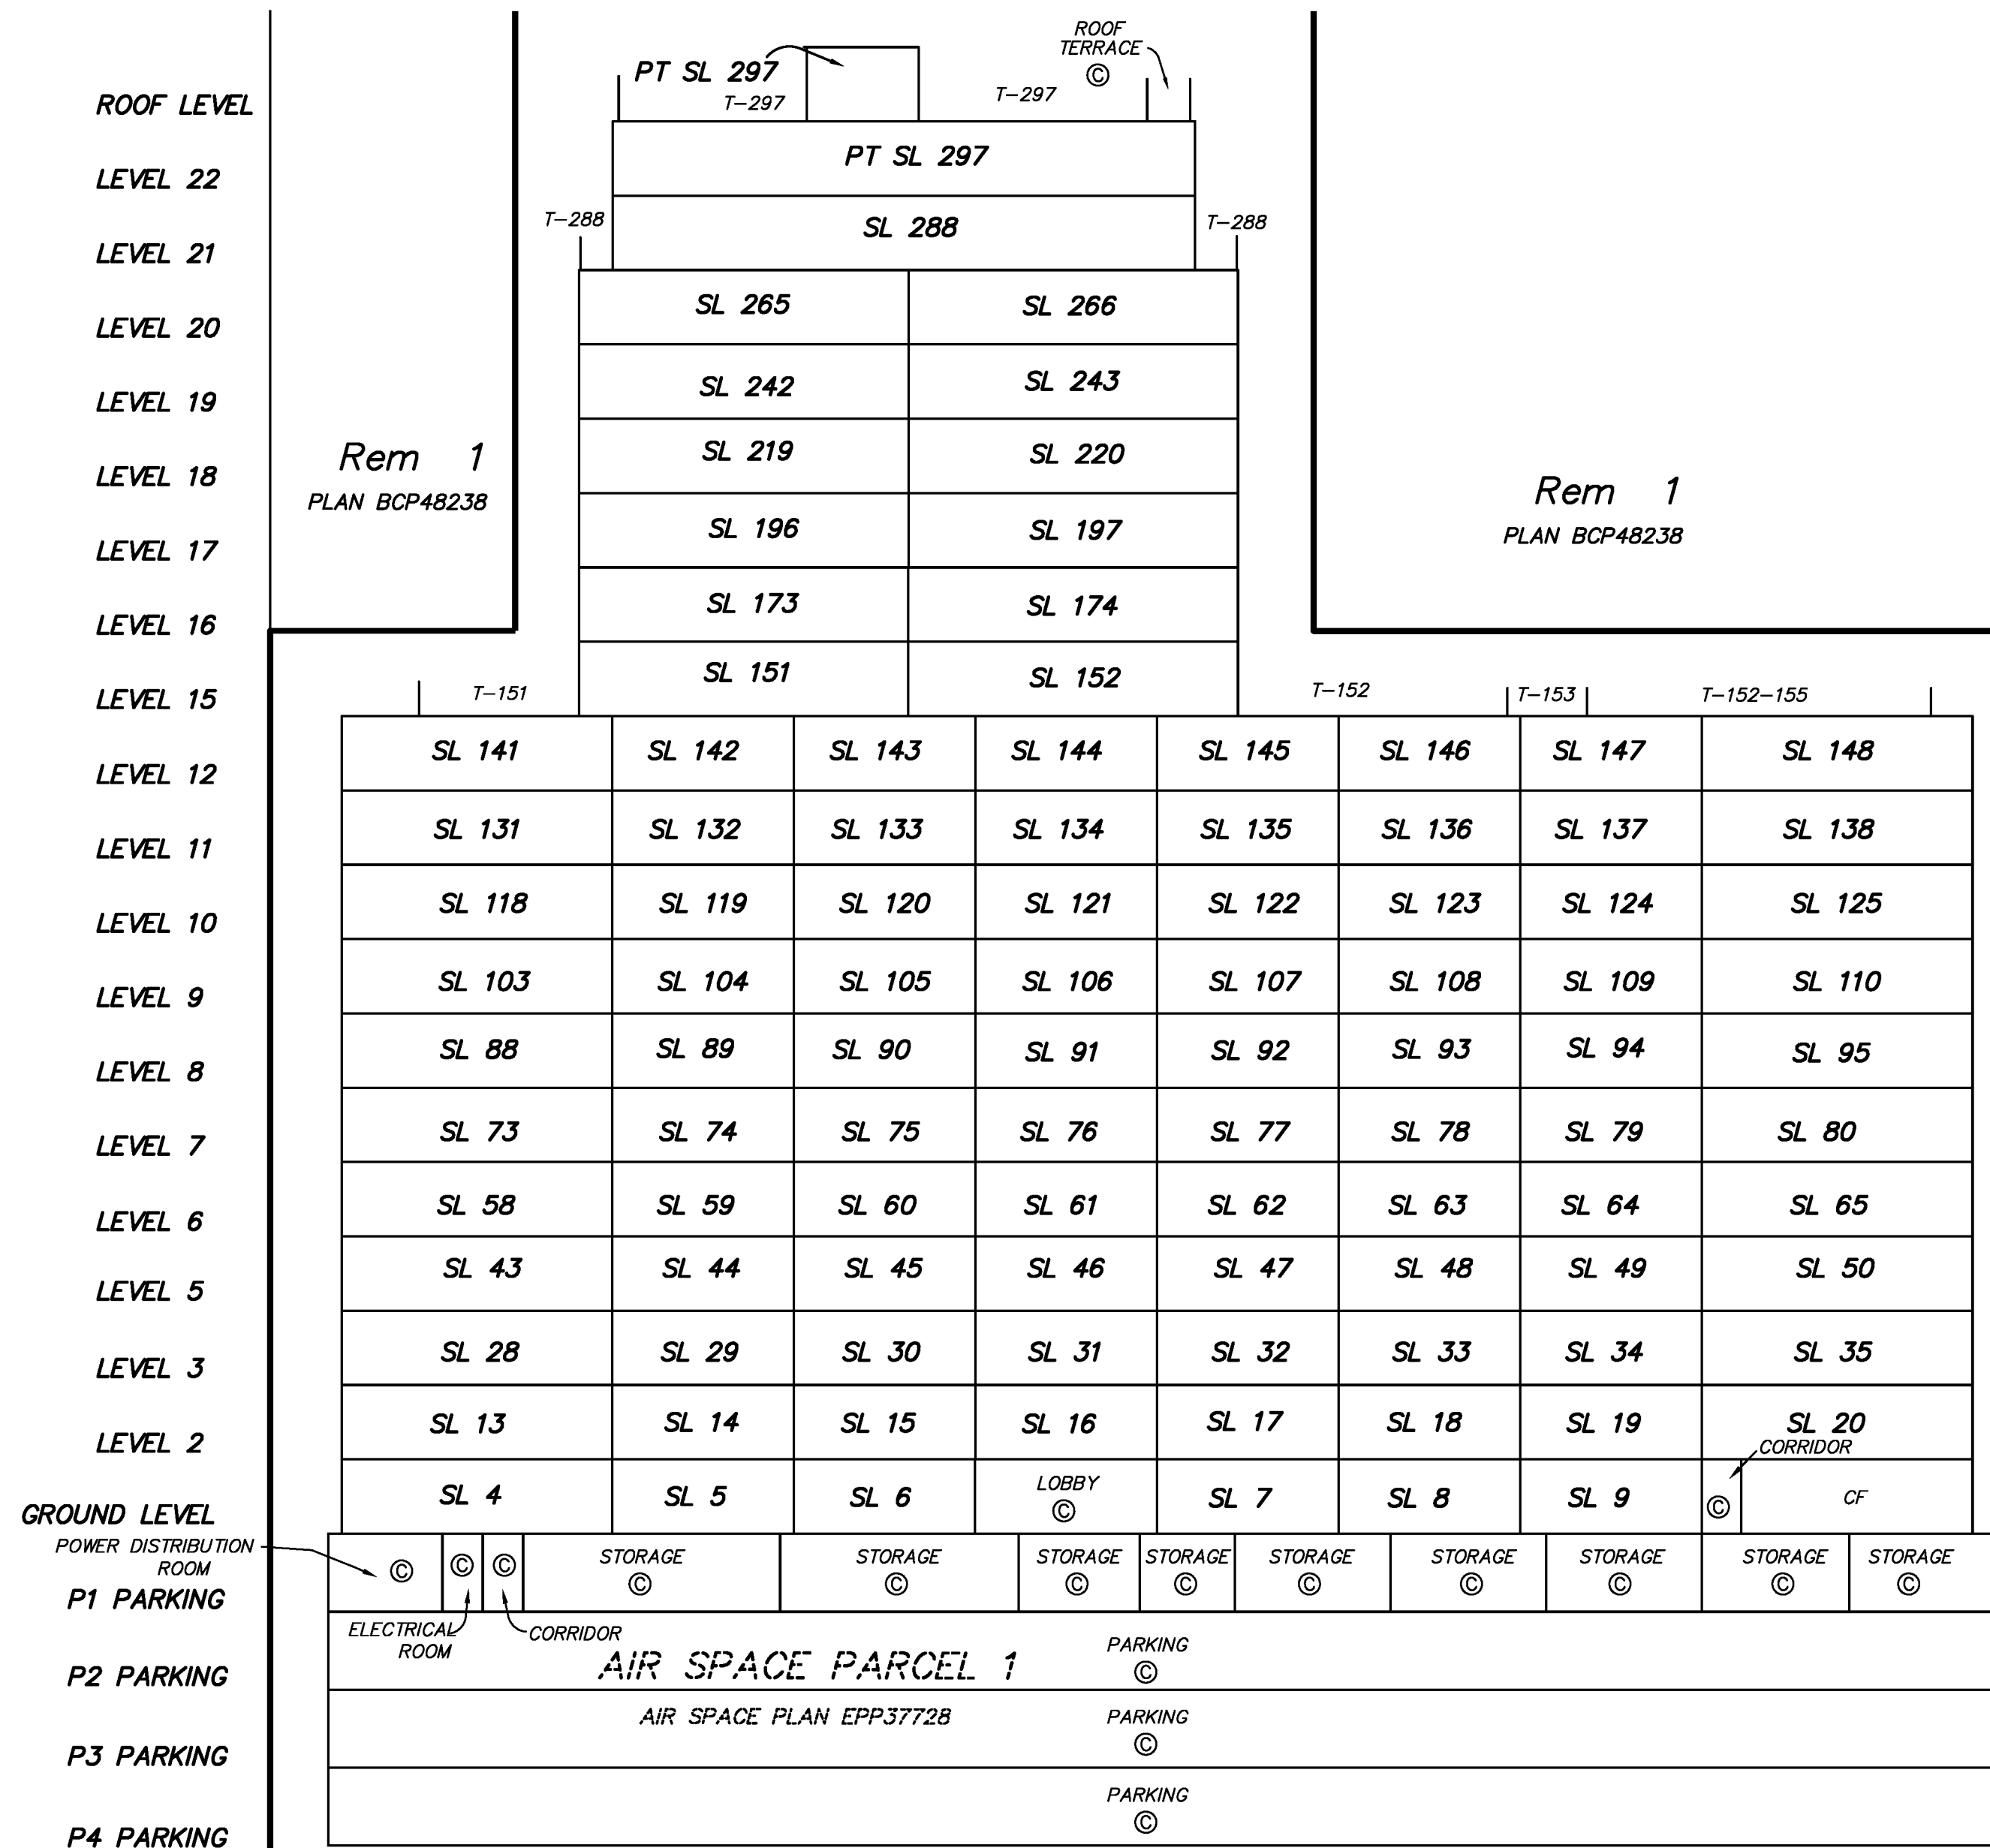 ROOF
TERRACE
Ⓒ
PT SL 297
T-297
T-297
ROOF LEVEL
PT SL 297
LEVEL 22
T-288
SL 288
T-288
LEVEL 21
SL 265 SL 266
LEVEL 20
SL 242 SL 243
LEVEL 19
SL 219 SL 220
LEVEL 18
Rem 1
PLAN BCP48238
Rem 1
PLAN BCP48238
SL 196 SL 197
LEVEL 17
SL 173 SL 174
LEVEL 16
SL 151 SL 152
LEVEL 15
T-151 T-152 T-153 T-152-155
SL 141 SL 142 SL 143 SL 144 SL 145 SL 146 SL 147 SL 148
LEVEL 12
SL 131 SL 132 SL 133 SL 134 SL 135 SL 136 SL 137 SL 138
LEVEL 11
SL 118 SL 119 SL 120 SL 121 SL 122 SL 123 SL 124 SL 125
LEVEL 10
SL 103 SL 104 SL 105 SL 106 SL 107 SL 108 SL 109 SL 110
LEVEL 9
SL 88 SL 89 SL 90 SL 91 SL 92 SL 93 SL 94 SL 95
LEVEL 8
SL 73 SL 74 SL 75 SL 76 SL 77 SL 78 SL 79 SL 80
LEVEL 7
SL 58 SL 59 SL 60 SL 61 SL 62 SL 63 SL 64 SL 65
LEVEL 6
SL 43 SL 44 SL 45 SL 46 SL 47 SL 48 SL 49 SL 50
LEVEL 5
SL 28 SL 29 SL 30 SL 31 SL 32 SL 33 SL 34 SL 35
LEVEL 3
SL 13 SL 14 SL 15 SL 16 SL 17 SL 18 SL 19 SL 20
LEVEL 2
CORRIDOR
SL 4 SL 5 SL 6 LOBBY SL 7 SL 8 SL 9 CF
Ⓒ Ⓒ
GROUND LEVEL
POWER DISTRIBUTION
ROOM
Ⓒ Ⓒ Ⓒ
STORAGE STORAGE STORAGE STORAGE STORAGE STORAGE STORAGE STORAGE STORAGE
Ⓒ Ⓒ Ⓒ Ⓒ Ⓒ Ⓒ Ⓒ Ⓒ Ⓒ
P1 PARKING
ELECTRICAL
ROOM
CORRIDOR
AIR SPACE PARCEL 1
PARKING
Ⓒ
P2 PARKING
AIR SPACE PLAN EPP37728
PARKING
Ⓒ
P3 PARKING
PARKING
Ⓒ
P4 PARKING